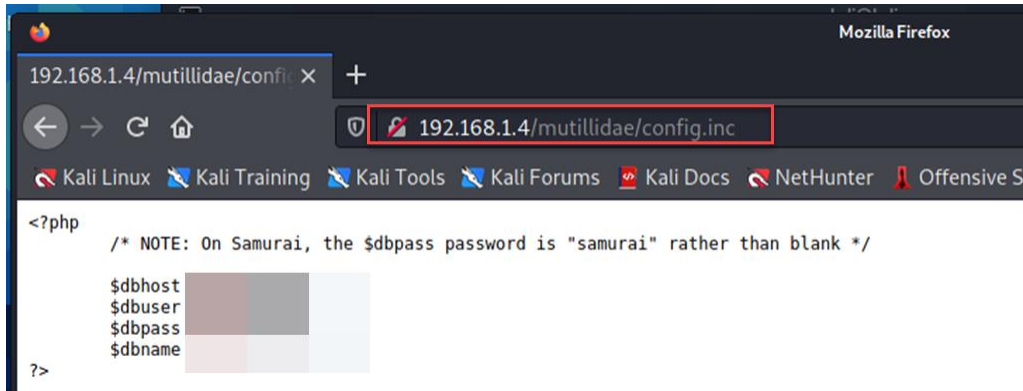 Mozilla Firefox
192.168.1.4/mutillidae/config
192.168.1.4/mutillidae/config.inc
Kali Linux Kali Training Kali Tools Kali Forums Kali Docs NetHunter Offensive S
<?php
/* NOTE: On Samurai, the $dbpass password is "samurai" rather than blank */
$dbhost
$dbuser
$dbpass
$dbname
?>